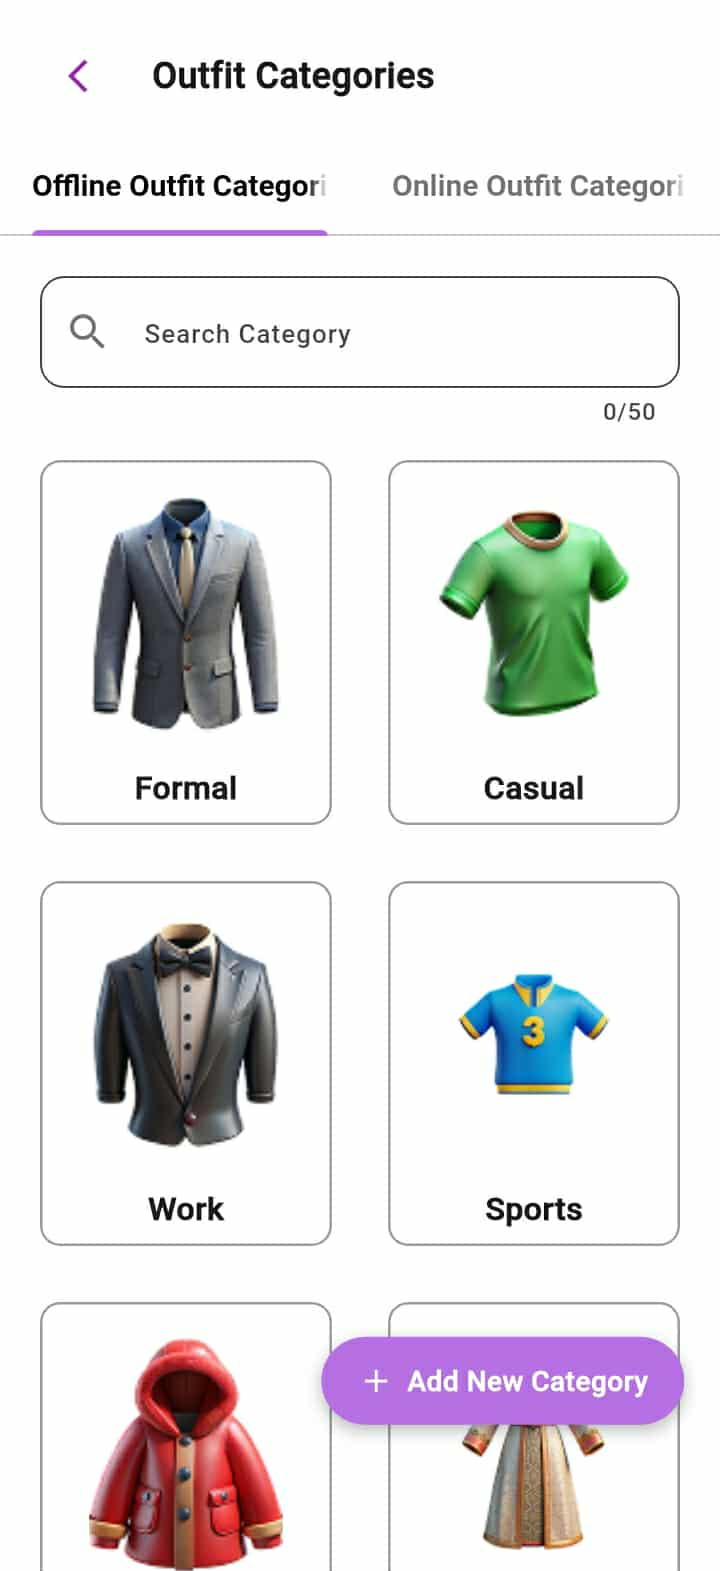 Outfit Categories
Offline Outfit Categori
Online Outfit Categori
Search Category
0/50
Formal
Casual
3
Work
Sports
+ Add New Category